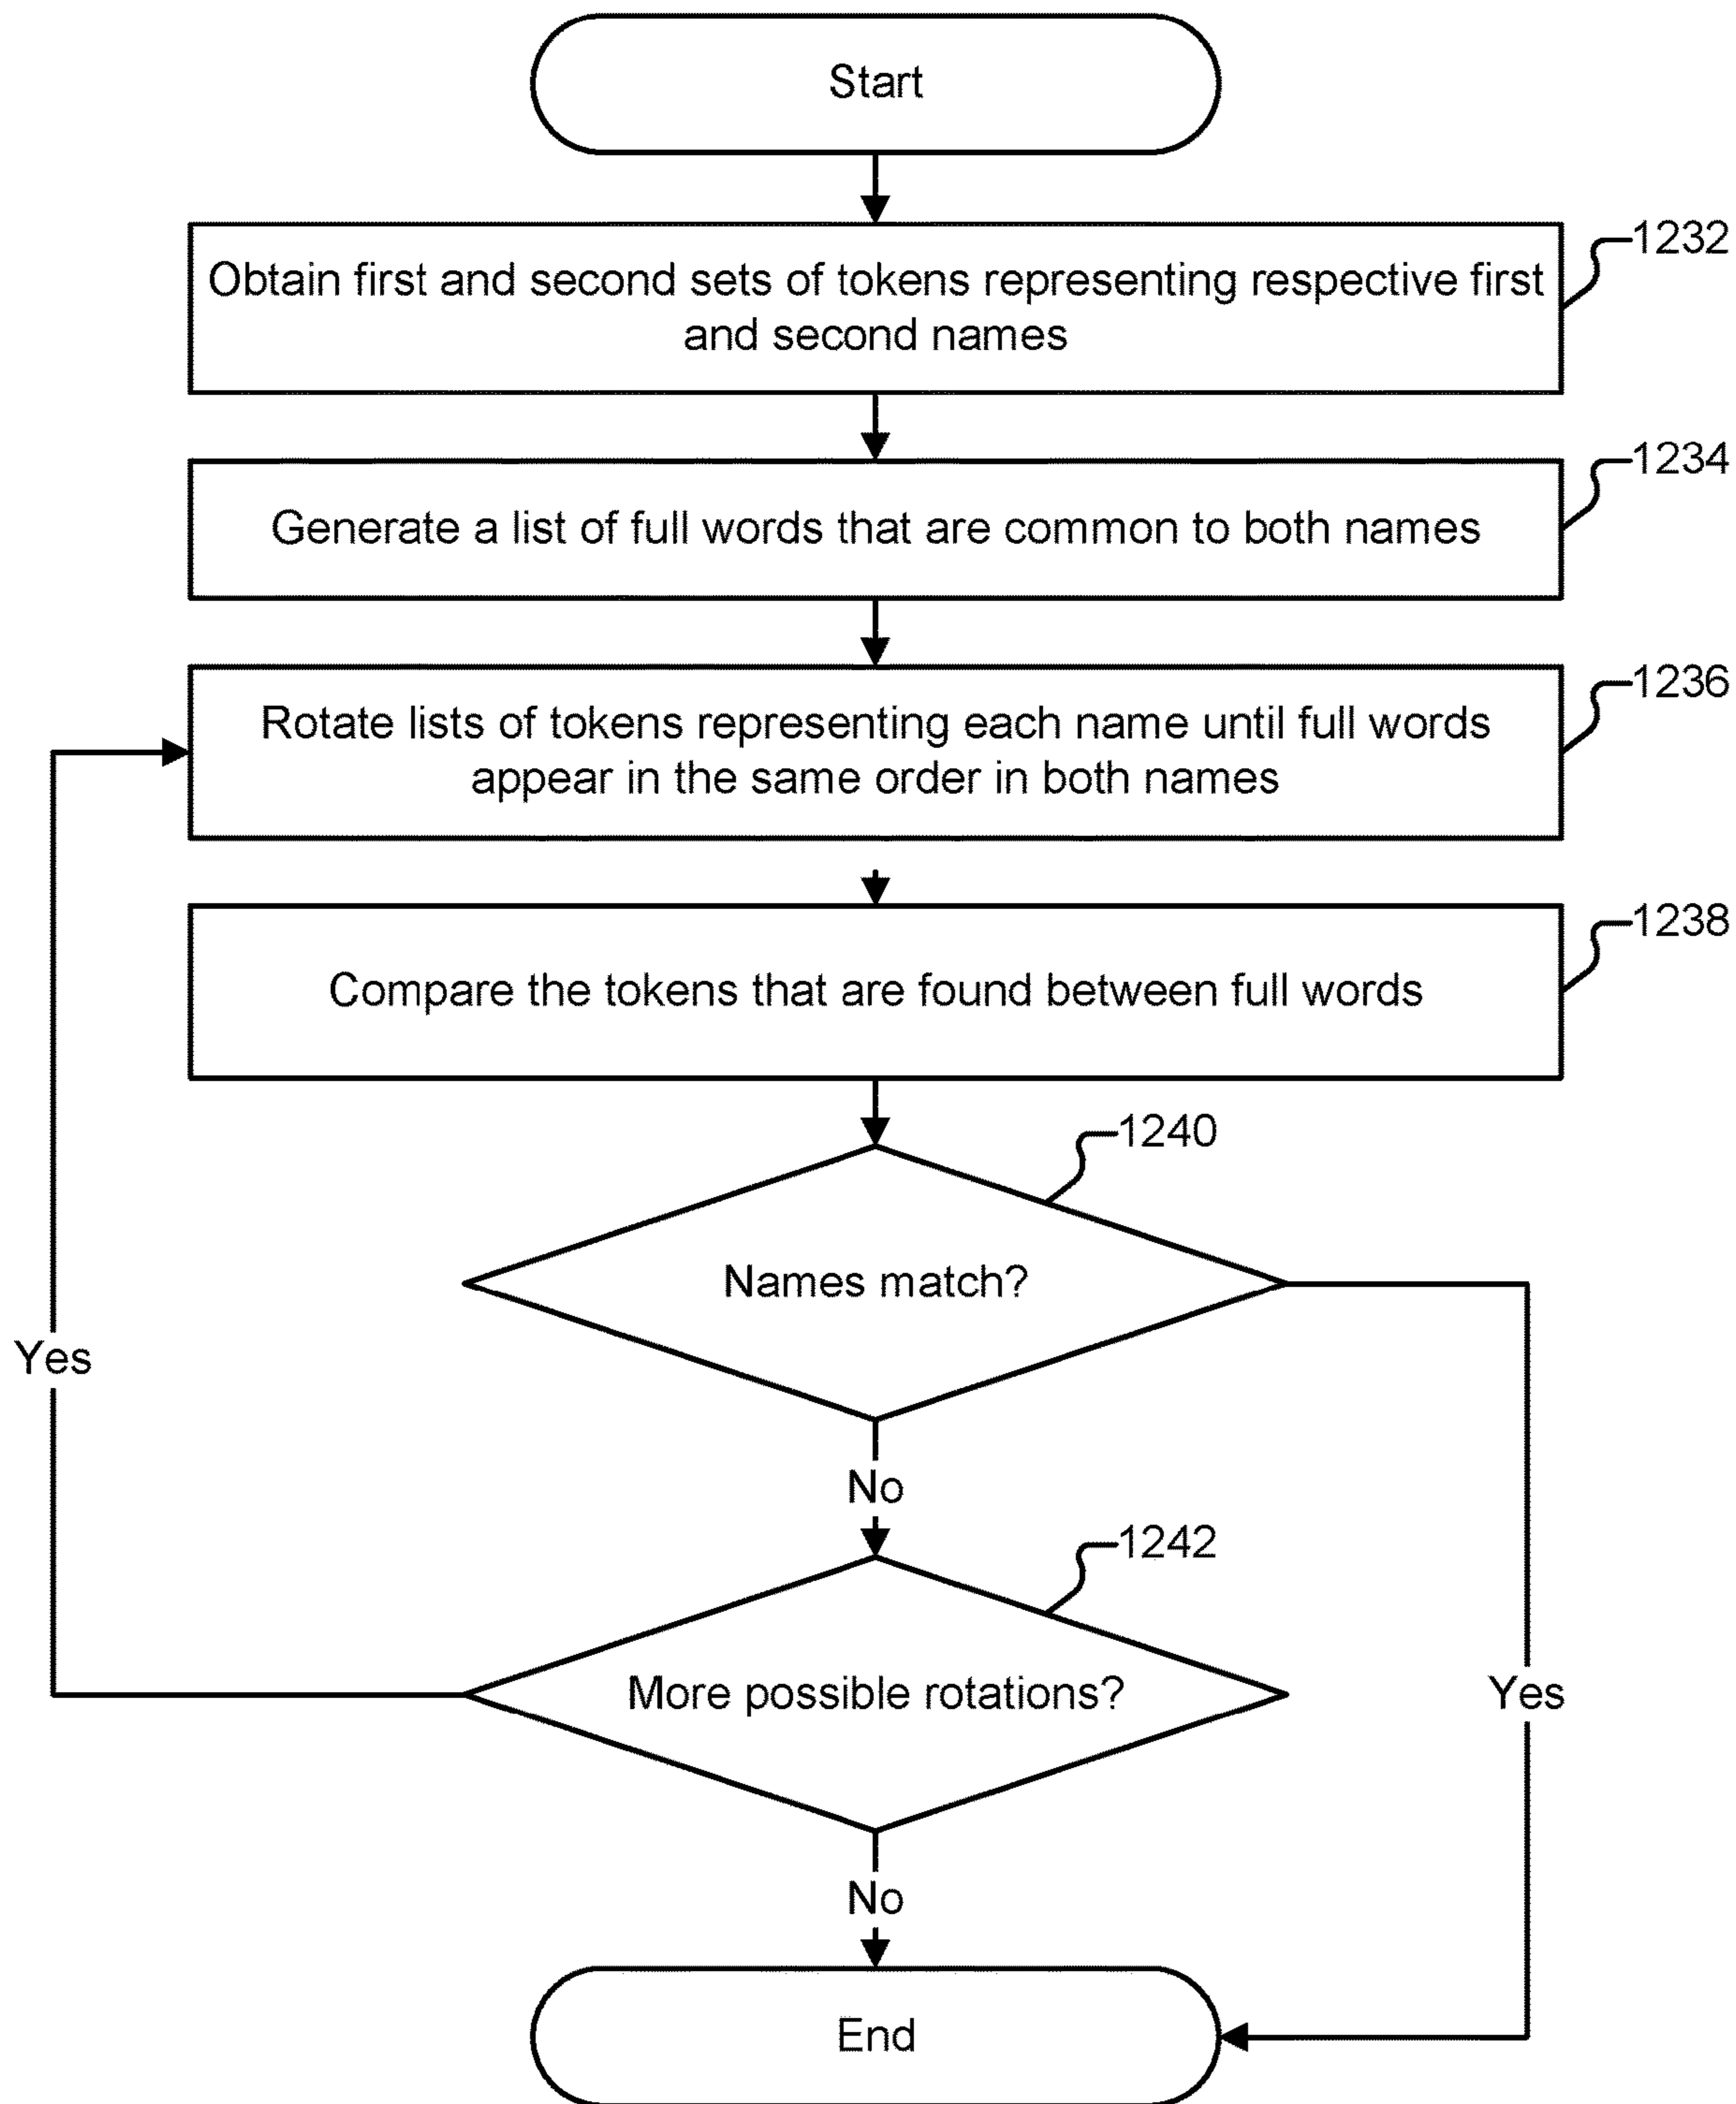 Start
1232
Obtain first and second sets of tokens representing respective first
and second names
1234
Generate a list of full words that are common to both names
1236
Rotate lists of tokens representing each name until full words
appear in the same order in both names
1238
Compare the tokens that are found between full words
1240
Names match?
Yes
No
1242
More possible rotations?
Yes
No
End